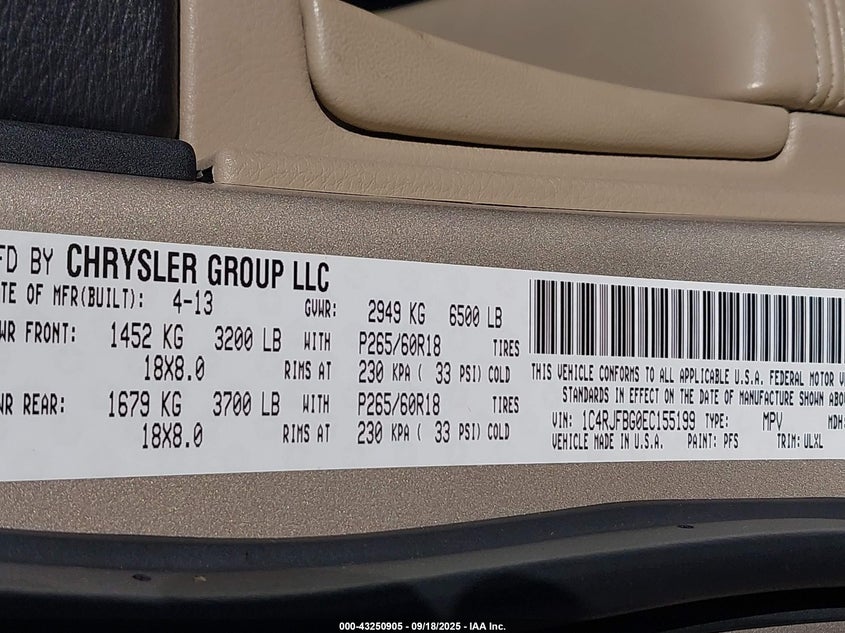 FD BY CHRYSLER GROUP LLC
TE OF MFR(BUILT): 4-13 GVWR: 2949 KG 6500 LB
WR FRONT: 1452 KG 3200 LB WITH P265/60R18 TIRES
18X8.0 RIMS AT 230 KPA ( 33 PSI) COLD
WR REAR: 1679 KG 3700 LB WITH P265/60R18 TIRES
18X8.0 RIMS AT 230 KPA ( 33 PSI) COLD
THIS VEHICLE CONFORMS TO ALL APPLICABLE U.S.A. FEDERAL MOTOR V
STANDARDS IN EFFECT ON THE DATE OF MANUFACTURE SHOWN ABO
VIN: 1C4RJFBG0EC155199 TYPE: MPV MDH:
VEHICLE MADE IN U.S.A. PAINT: PFS TRIM: ULXL
000-43250905 - 09/18/2025 - IAA Inc.